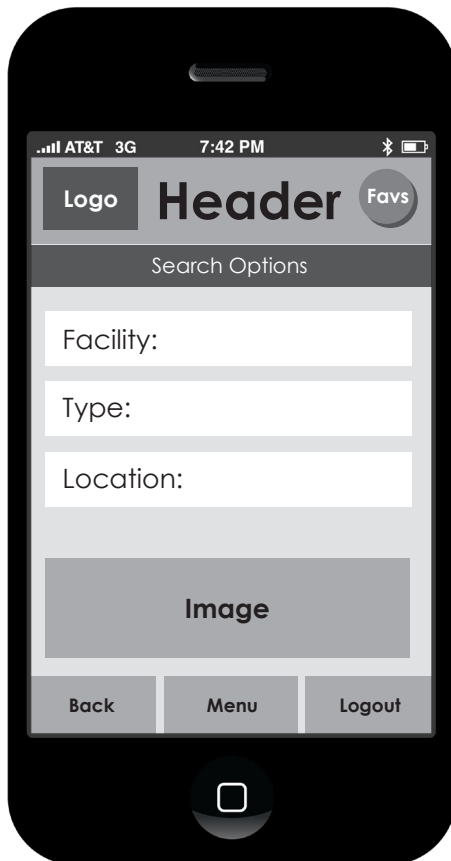 AT&T 3G 7:42 PM
Logo Header Favs
Search Options
Facility:
Type:
Location:
Image
Back Menu Logout